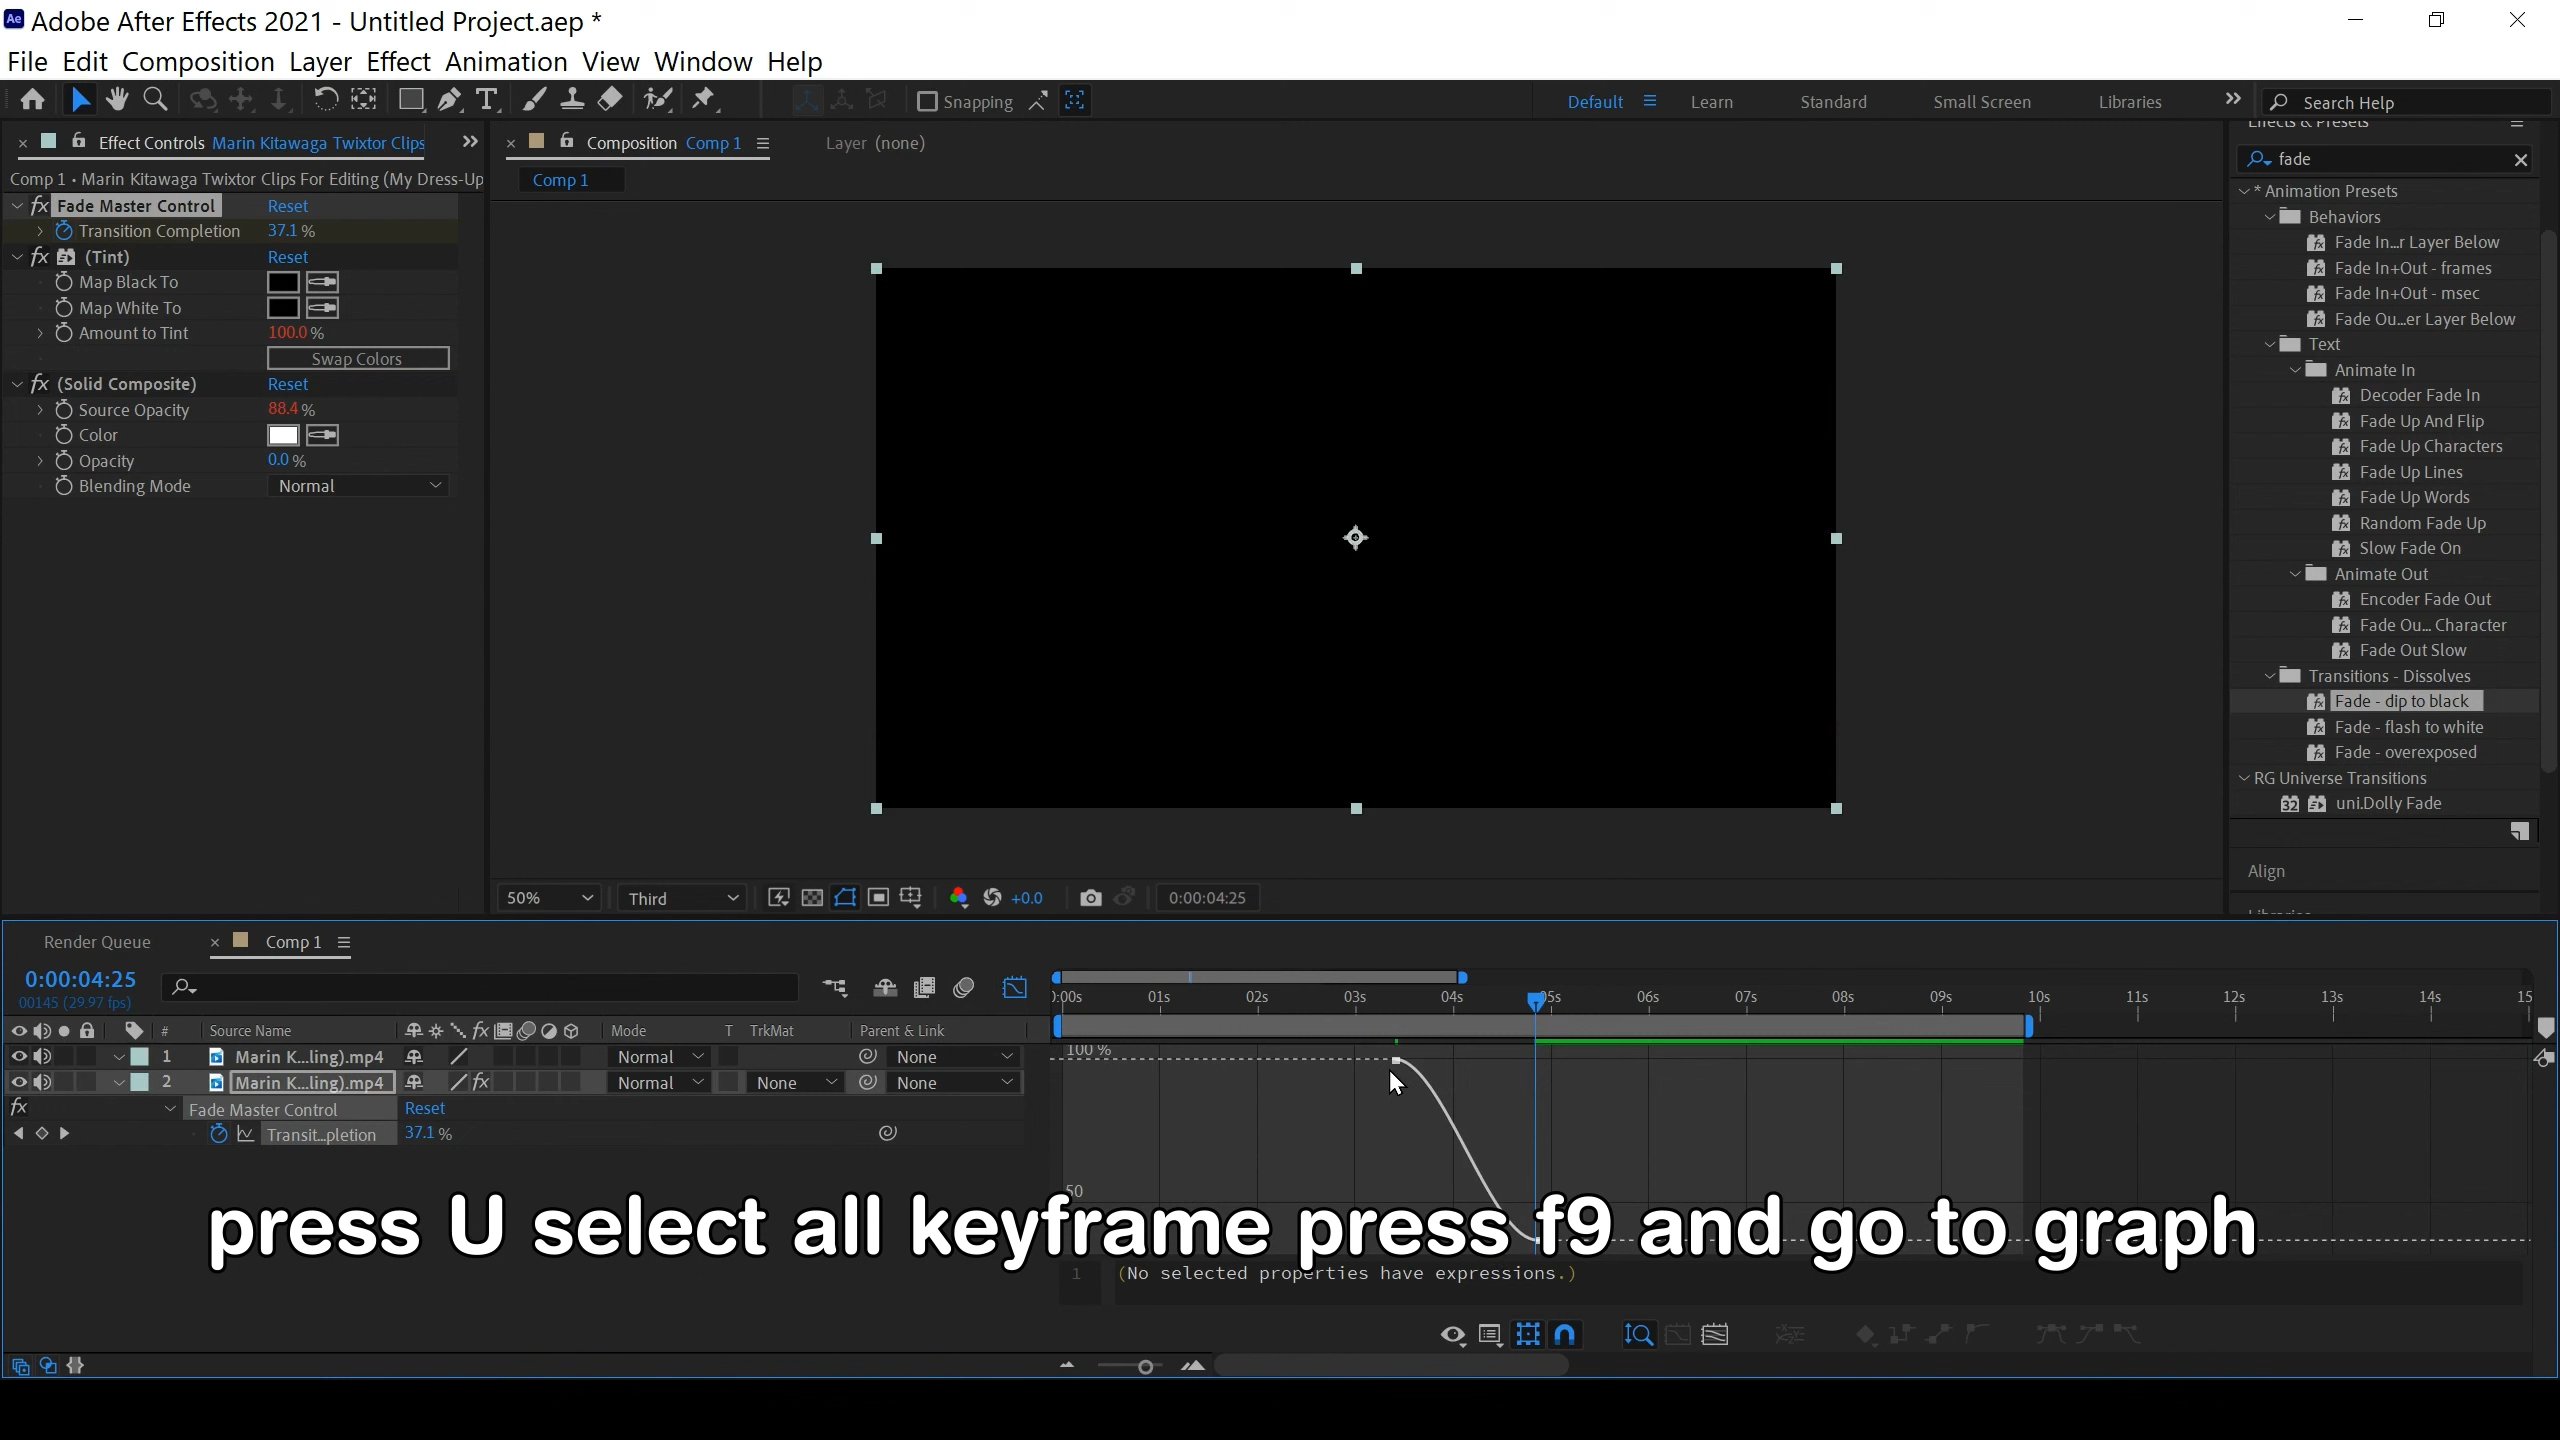 Ae Adobe After Effects 2021 - Untitled Project.aep *
File Edit Composition Layer Effect Animation View Window Help
Snapping
Default Learn Standard Small Screen Libraries
Search Help
Effect Controls Marin Kitawaga Twixtor Clips
Comp 1 • Marin Kitawaga Twixtor Clips For Editing (My Dress-Up
fx Fade Master Control Reset
Transition Completion 37.1 %
fx (Tint) Reset
Map Black To
Map White To
Amount to Tint 100.0 %
Swap Colors
fx (Solid Composite) Reset
Source Opacity 88.4 %
Color
Opacity 0.0 %
Blending Mode Normal
Composition Comp 1
Layer (none)
Comp 1
50% Third +0.0 0:00:04:25
Effects & Presets
fade
* Animation Presets
Behaviors
Fade In...r Layer Below
Fade In+Out - frames
Fade In+Out - msec
Fade Ou...er Layer Below
Text
Animate In
Decoder Fade In
Fade Up And Flip
Fade Up Characters
Fade Up Lines
Fade Up Words
Random Fade Up
Slow Fade On
Animate Out
Encoder Fade Out
Fade Ou... Character
Fade Out Slow
Transitions - Dissolves
Fade - dip to black
Fade - flash to white
Fade - overexposed
RG Universe Transitions
32 uni.Dolly Fade
Align
Render Queue Comp 1
0:00:04:25
00145 (29.97 fps)
# Source Name fx Mode T TrkMat Parent & Link
1 Marin K...ling).mp4 Normal None
2 Marin K...ling).mp4 fx Normal None None
fx Fade Master Control Reset
Transit...pletion 37.1 %
):00s 01s 02s 03s 04s 05s 06s 07s 08s 09s 10s 11s 12s 13s 14s 15
100 %
50
press U select all keyframe press f9 and go to graph
1 (No selected properties have expressions.)